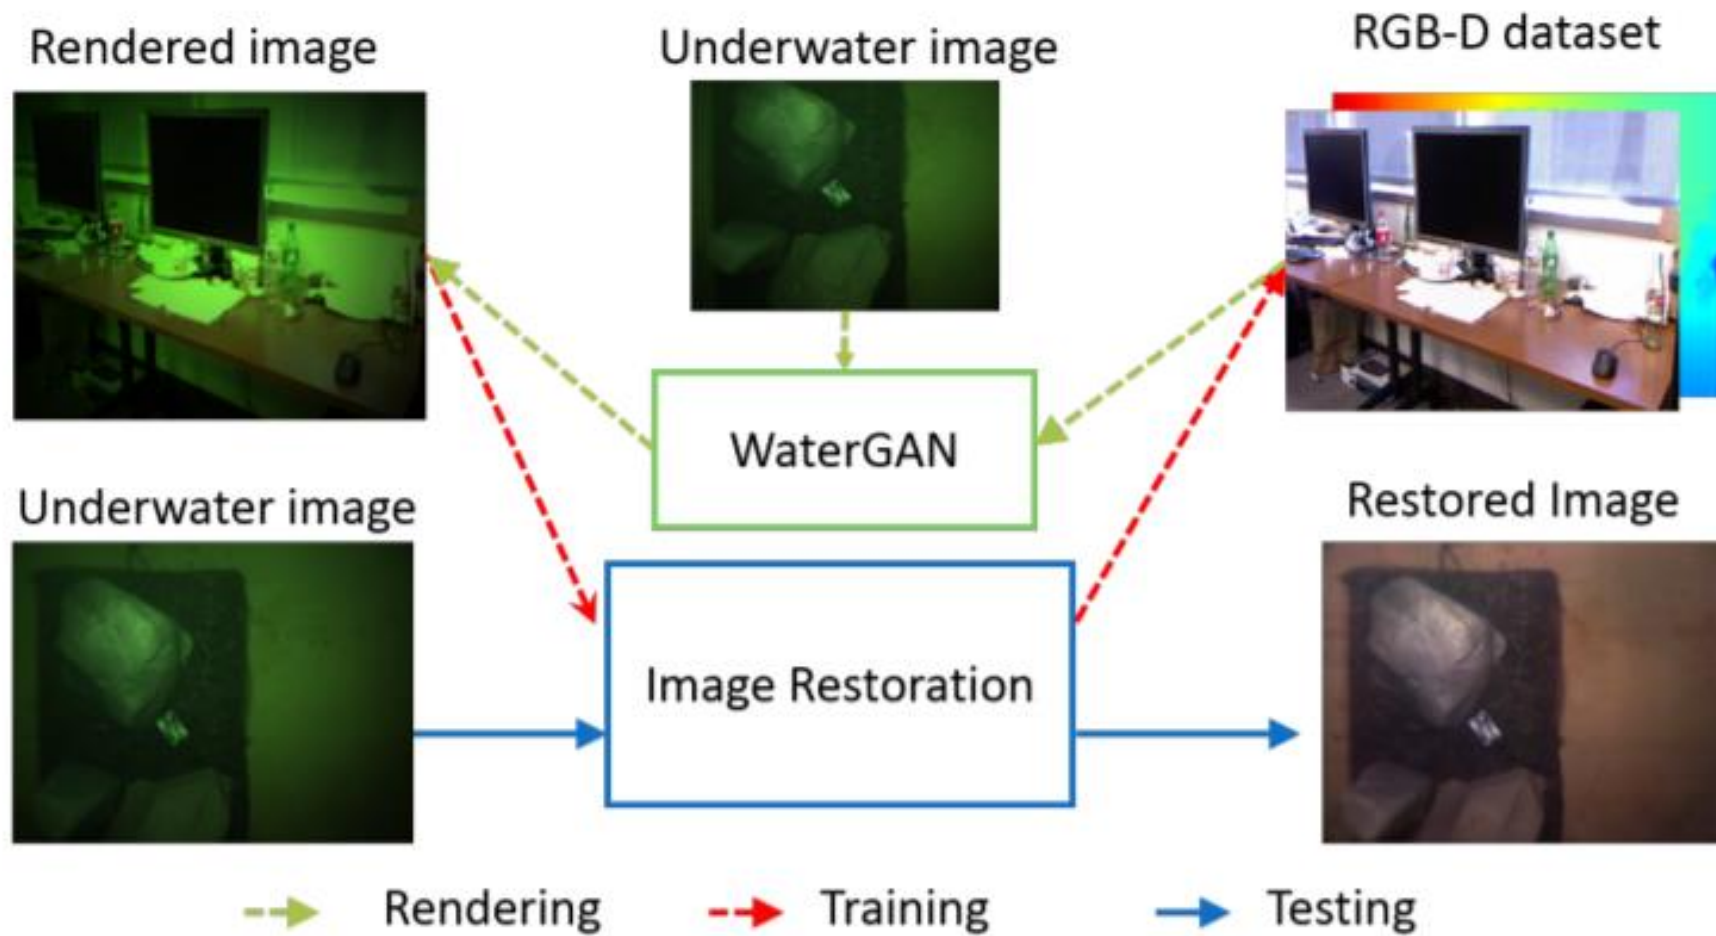 Rendered image
Underwater image
RGB-D dataset
WaterGAN
Underwater image
Restored Image
Image Restoration
Rendering
Training
Testing